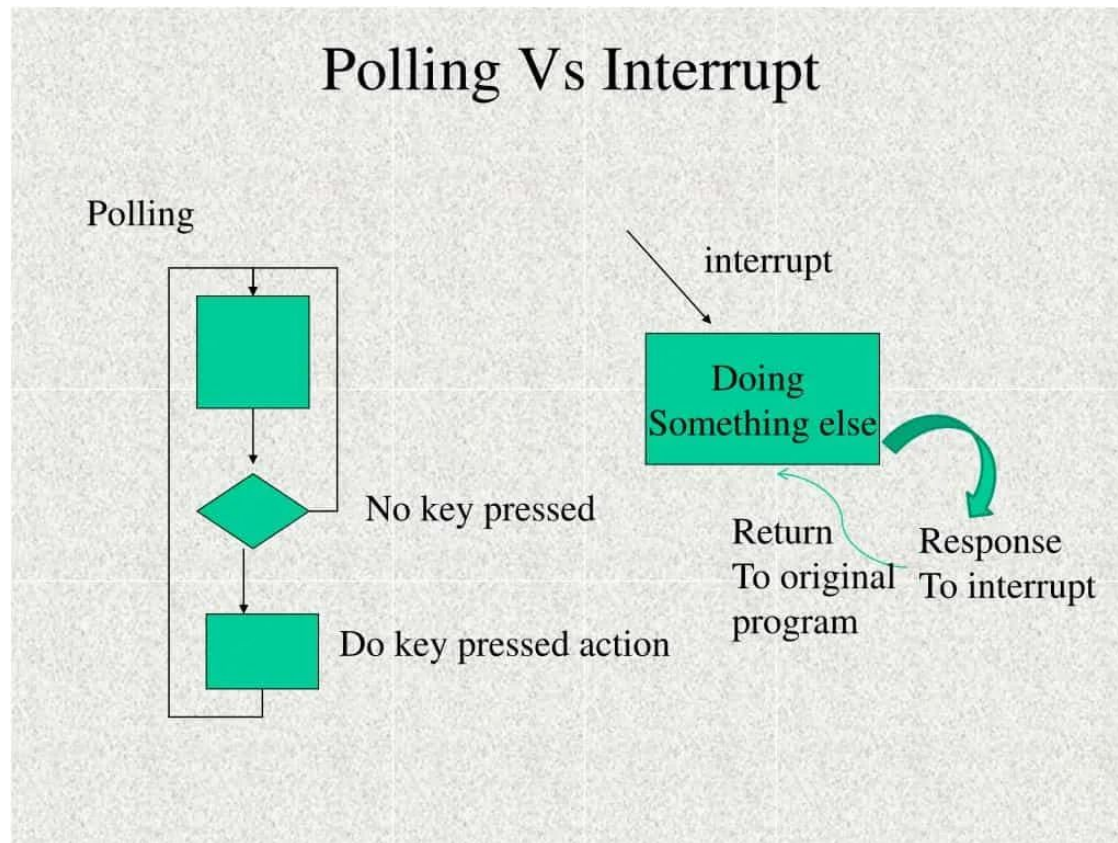 Polling Vs Interrupt
Polling
No key pressed
Do key pressed action
interrupt
Doing
Something else
Response
To interrupt
Return
To original
program